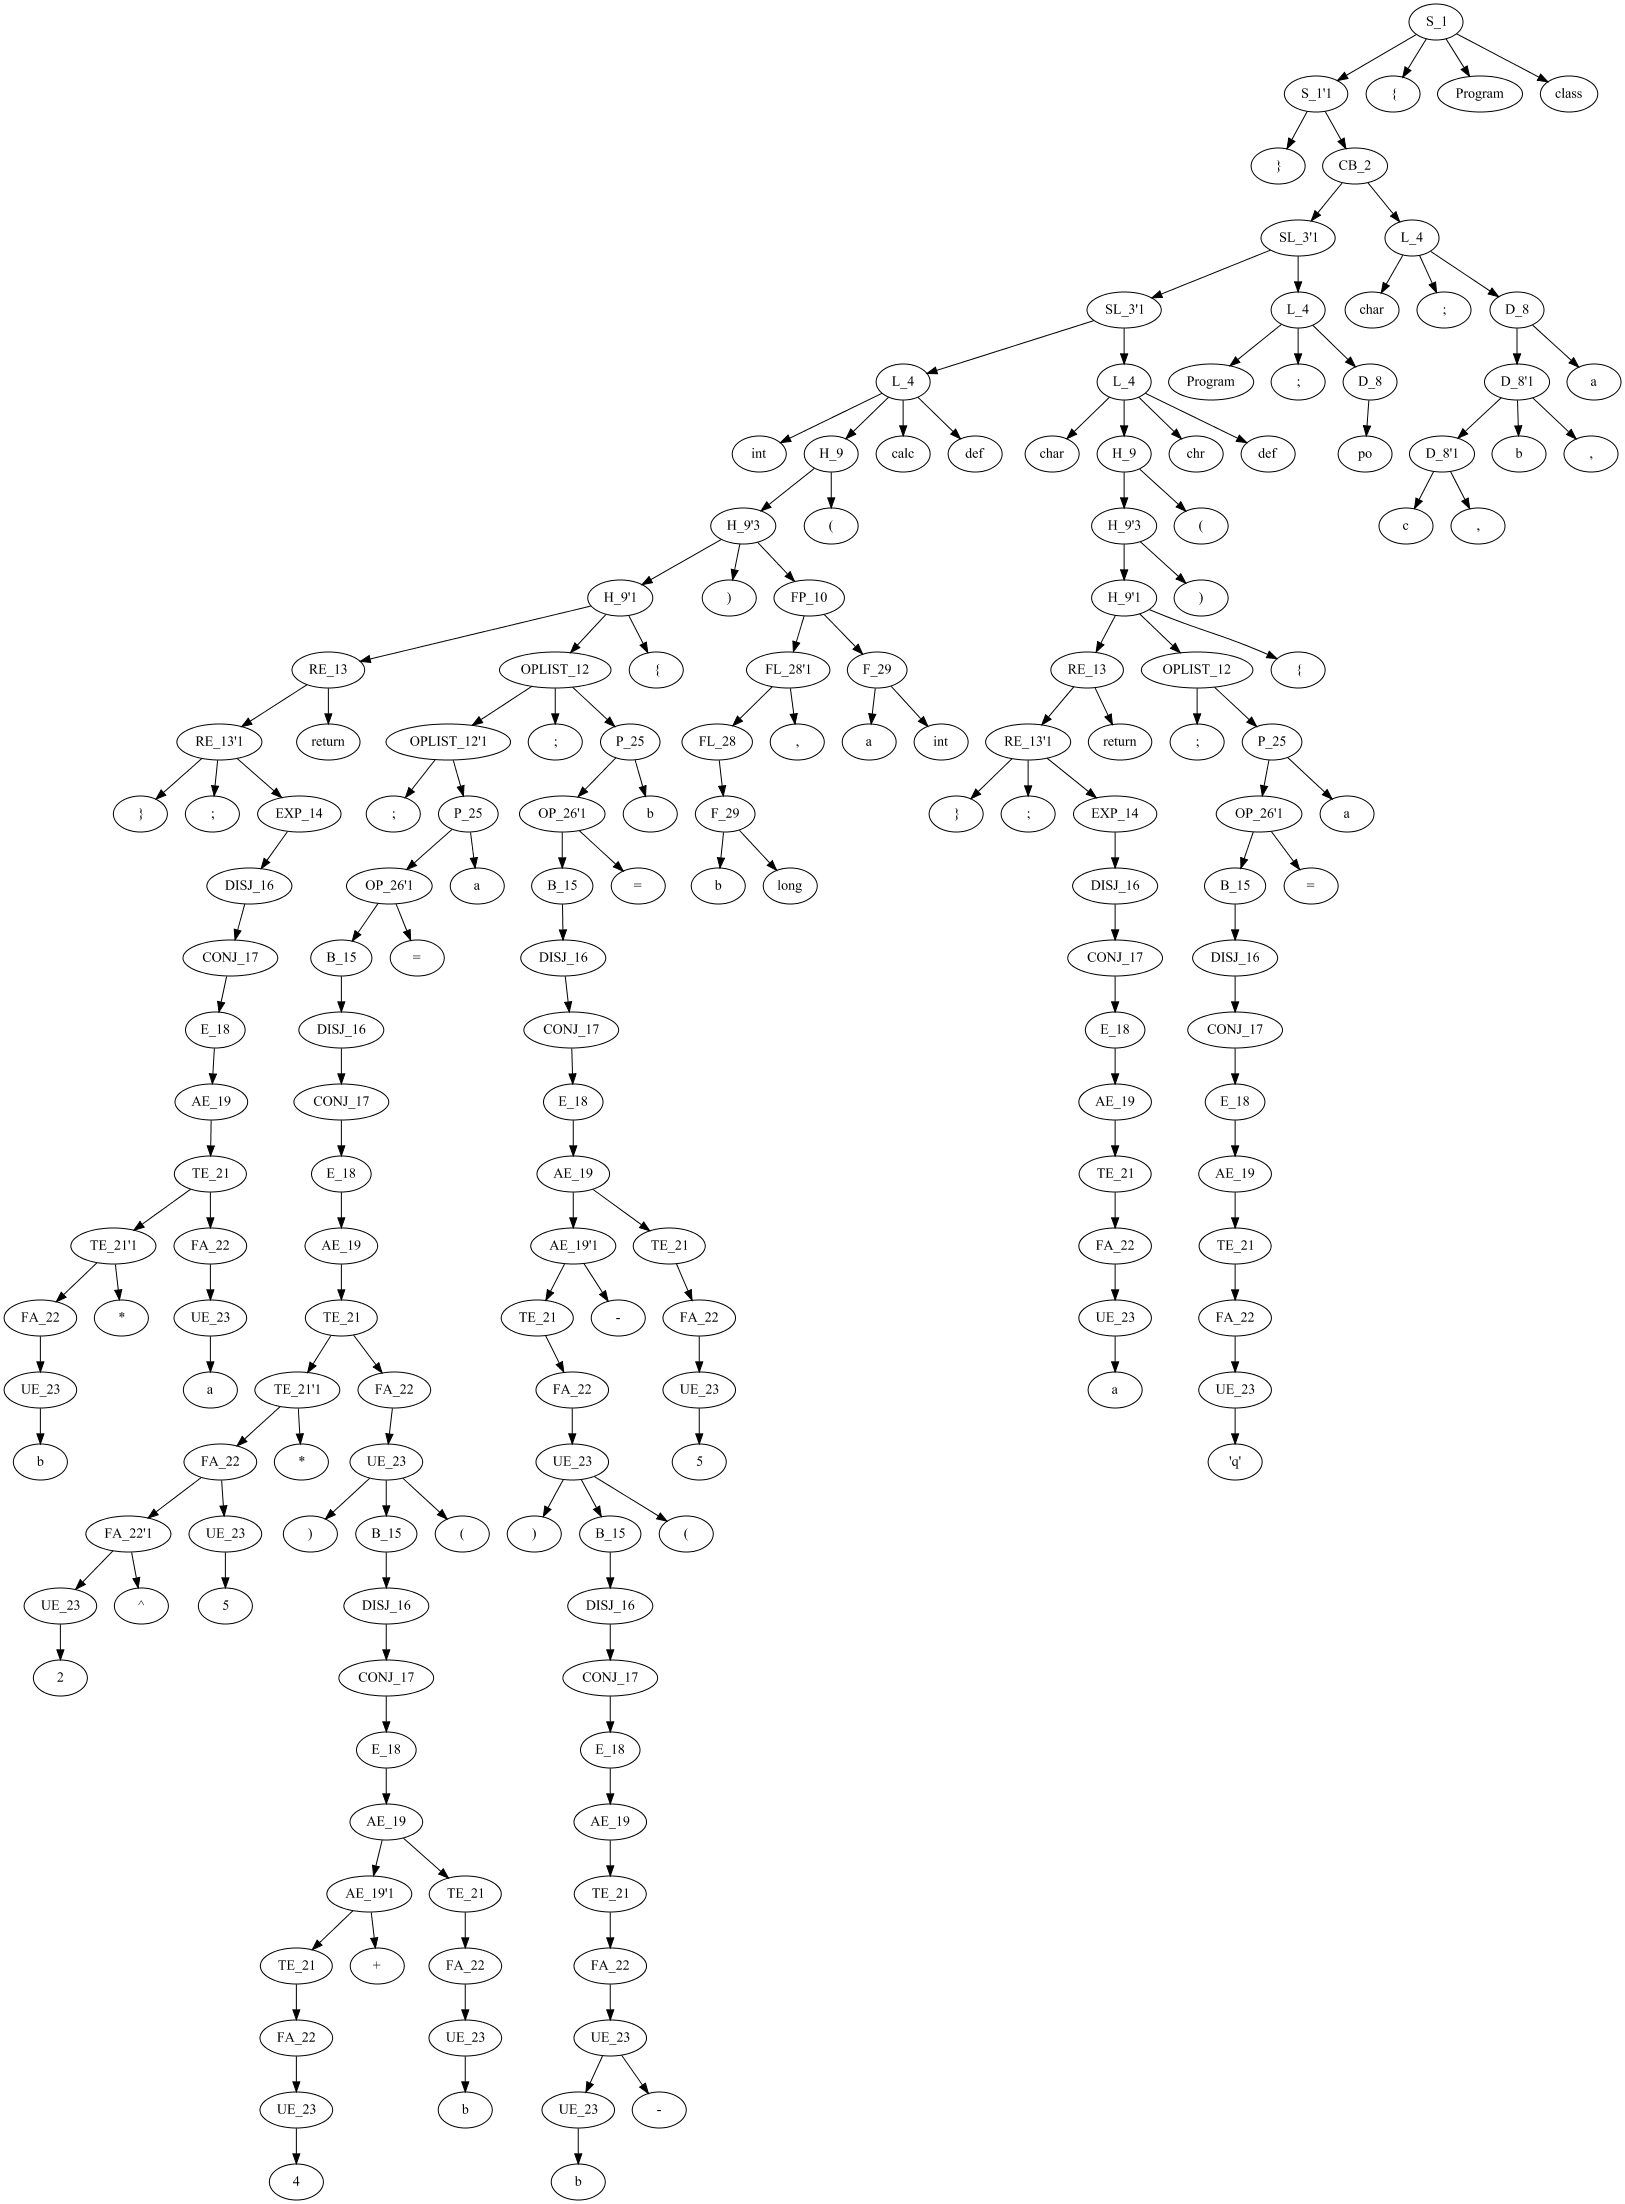 S_1
S_1'1 { Program class
} CB_2
SL_3'1 L_4
SL_3'1 L_4 char ; D_8
L_4 L_4 Program ; D_8 D_8'1 a
int H_9 calc def char H_9 chr def po D_8'1 b ,
H_9'3 ( H_9'3 ( c ,
H_9'1 ) FP_10 H_9'1 )
RE_13 OPLIST_12 { FL_28'1 F_29 RE_13 OPLIST_12 {
RE_13'1 return OPLIST_12'1 ; P_25 FL_28 , a int RE_13'1 return ; P_25
} ; EXP_14 ; P_25 OP_26'1 b F_29 } ; EXP_14 OP_26'1 a
DISJ_16 OP_26'1 a B_15 = b long DISJ_16 B_15 =
CONJ_17 B_15 = DISJ_16 CONJ_17 DISJ_16
E_18 DISJ_16 CONJ_17 E_18 CONJ_17
AE_19 CONJ_17 E_18 AE_19 E_18
TE_21 E_18 AE_19 TE_21 AE_19
TE_21'1 FA_22 AE_19 AE_19'1 TE_21 FA_22 TE_21
FA_22 * UE_23 TE_21 TE_21 - FA_22 UE_23 FA_22
UE_23 a TE_21'1 FA_22 FA_22 UE_23 a UE_23
b FA_22 * UE_23 UE_23 5 'q'
FA_22'1 UE_23 ) B_15 ( ) B_15 (
UE_23 ^ 5 DISJ_16 DISJ_16
2 CONJ_17 CONJ_17
E_18 E_18
AE_19 AE_19
AE_19'1 TE_21 TE_21
TE_21 + FA_22 FA_22
FA_22 UE_23 UE_23
UE_23 b UE_23 -
4 b